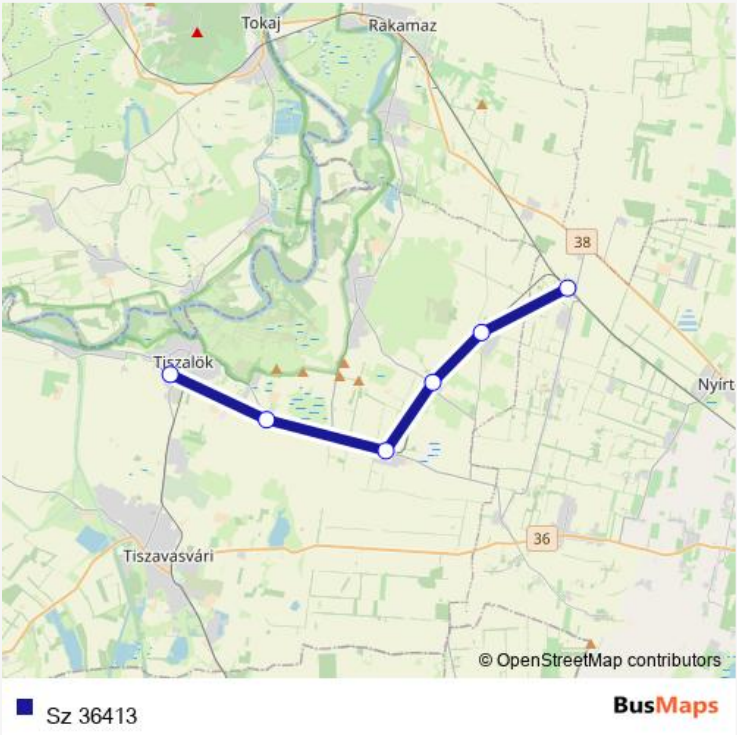 Tokaj
Rakamaz
38
Tiszalök
Nyírt
36
Tiszavasvári
© OpenStreetMap contributors
Sz 36413
BusMaps